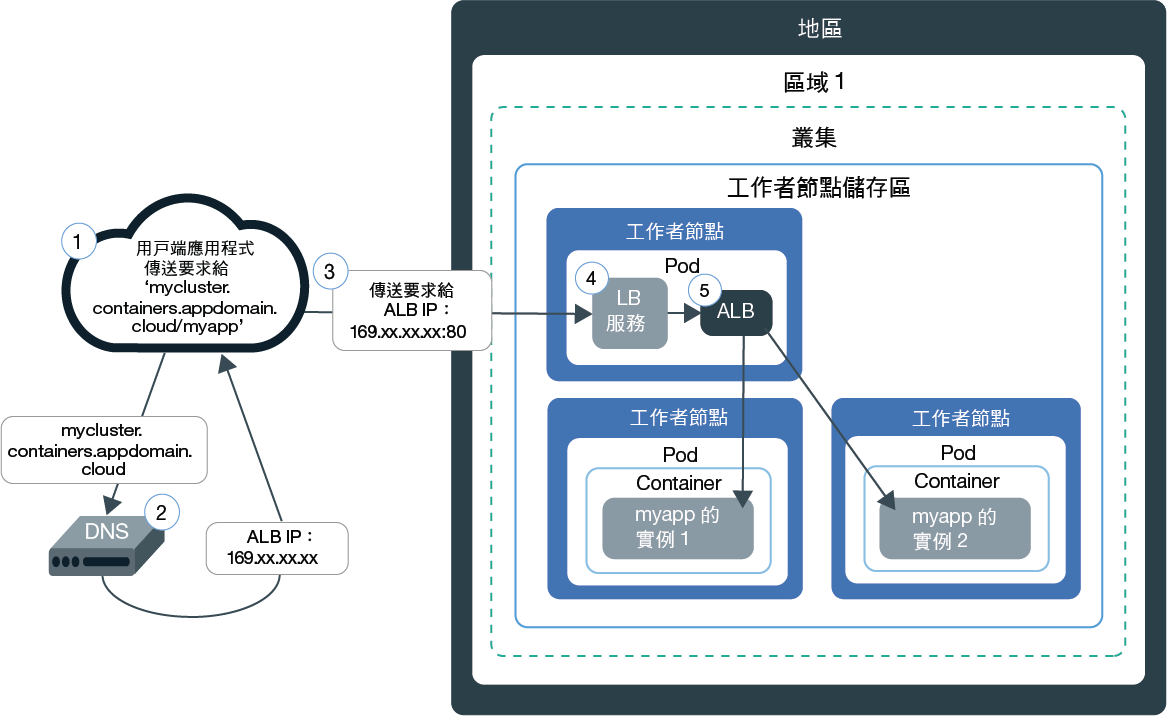 地區
區域 1
叢集
工作者節點儲存區
1
用戶端應用程式
傳送要求給
‘mycluster.
containers.appdomain.
cloud/myapp’
mycluster.
containers.appdomain.
cloud
DNS
2
ALB IP：
169.xx.xx.xx
3
傳送要求給
ALB IP：
169.xx.xx.xx:80
工作者節點
Pod
4
LB
服務
5
ALB
工作者節點
Pod
Container
myapp 的
實例 1
工作者節點
Pod
Container
myapp 的
實例 2